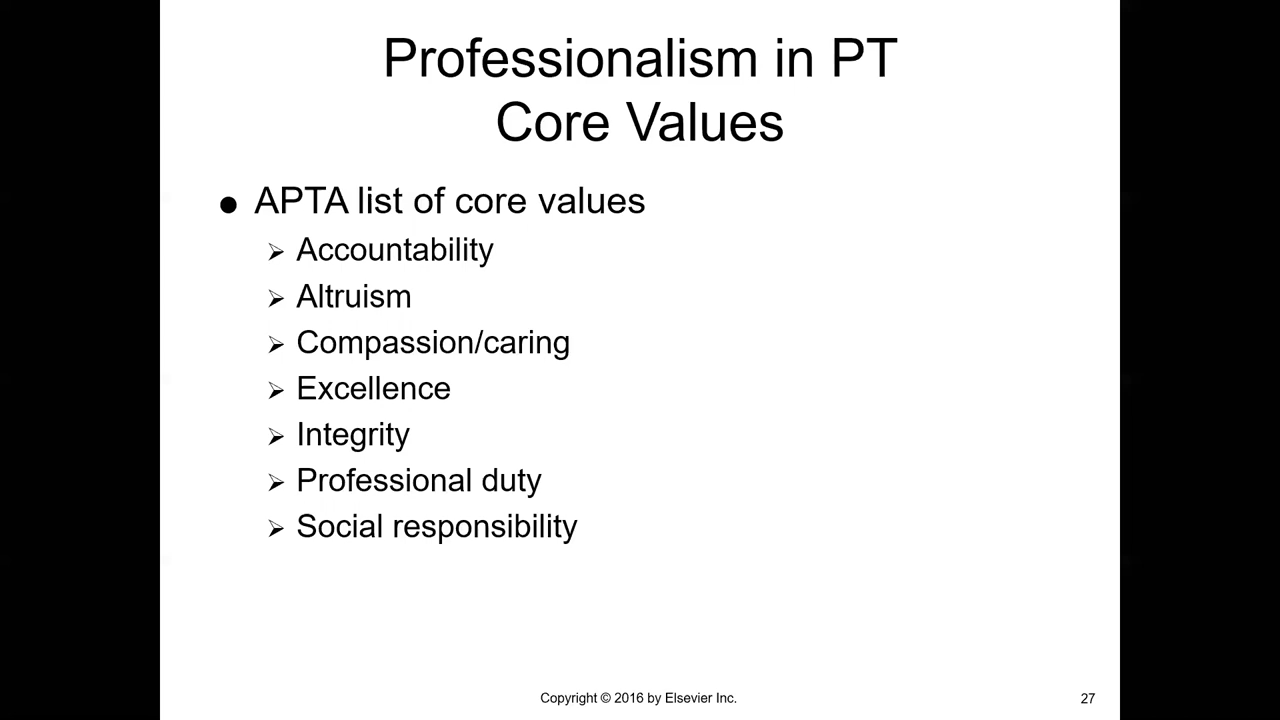 Professionalism in PT
Core Values
● APTA list of core values
➢ Accountability
➢ Altruism
➢ Compassion/caring
➢ Excellence
➢ Integrity
➢ Professional duty
➢ Social responsibility
Copyright © 2016 by Elsevier Inc.
27